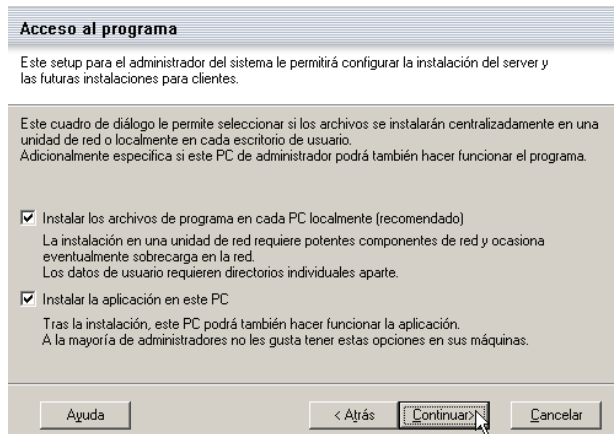 Acceso al programa
Este setup para el administrador del sistema le permitirá configurar la instalación del server y
las futuras instalaciones para clientes.
Este cuadro de diálogo le permite seleccionar si los archivos se instalarán centralizadamente en una
unidad de red o localmente en cada escritorio de usuario.
Adicionalmente especifica si este PC de administrador podrá también hacer funcionar el programa.
Instalar los archivos de programa en cada PC localmente (recomendado)
La instalación en una unidad de red requiere potentes componentes de red y ocasiona
eventualmente sobrecarga en la red.
Los datos de usuario requieren directorios individuales aparte.
Instalar la aplicación en este PC
Tras la instalación, este PC podrá también hacer funcionar la aplicación.
A la mayoría de administradores no les gusta tener estas opciones en sus máquinas.
Ayuda < Atrás Continuar> Cancelar